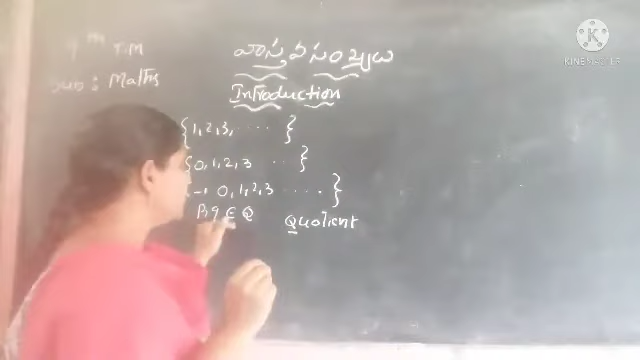 9th T.M
Sub: Maths
వాస్తవ సంఖ్యలు
Introduction
{1, 2, 3, ....}
{0, 1, 2, 3 ...}
-1, 0, 1, 2, 3 ....}
p, q ∈ Q Quotient
KINEMASTER